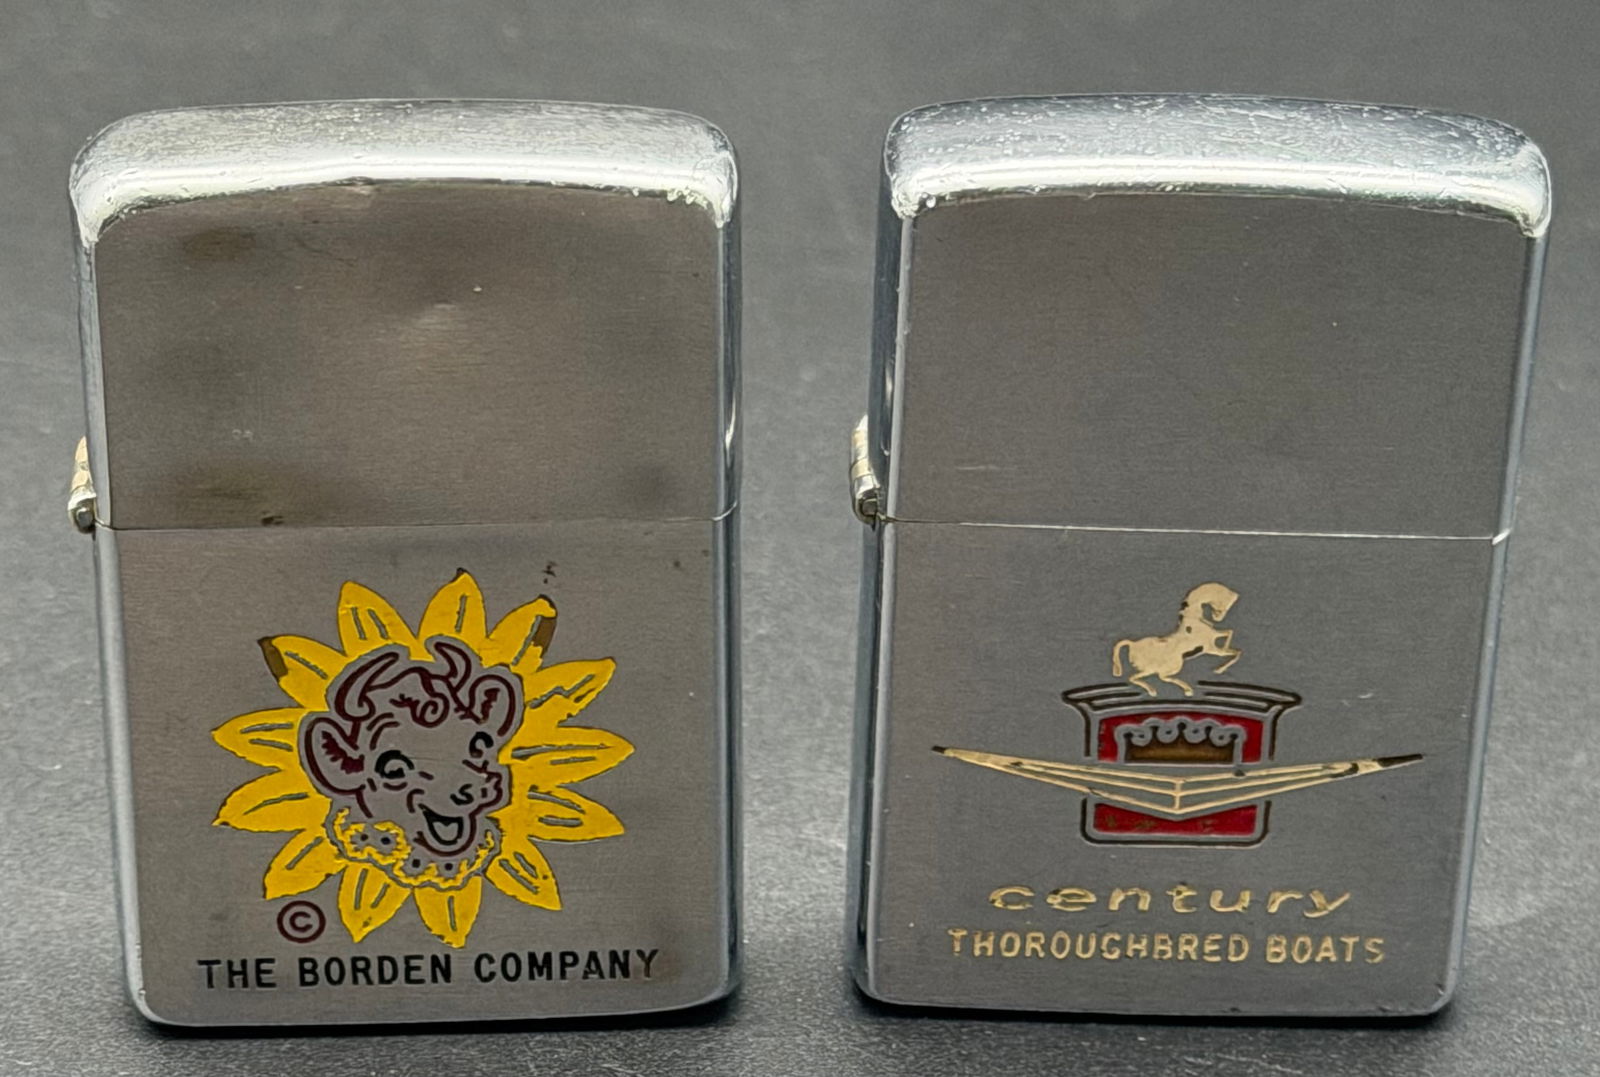 ©
THE BORDEN COMPANY
century
THOROUGHBRED BOATS